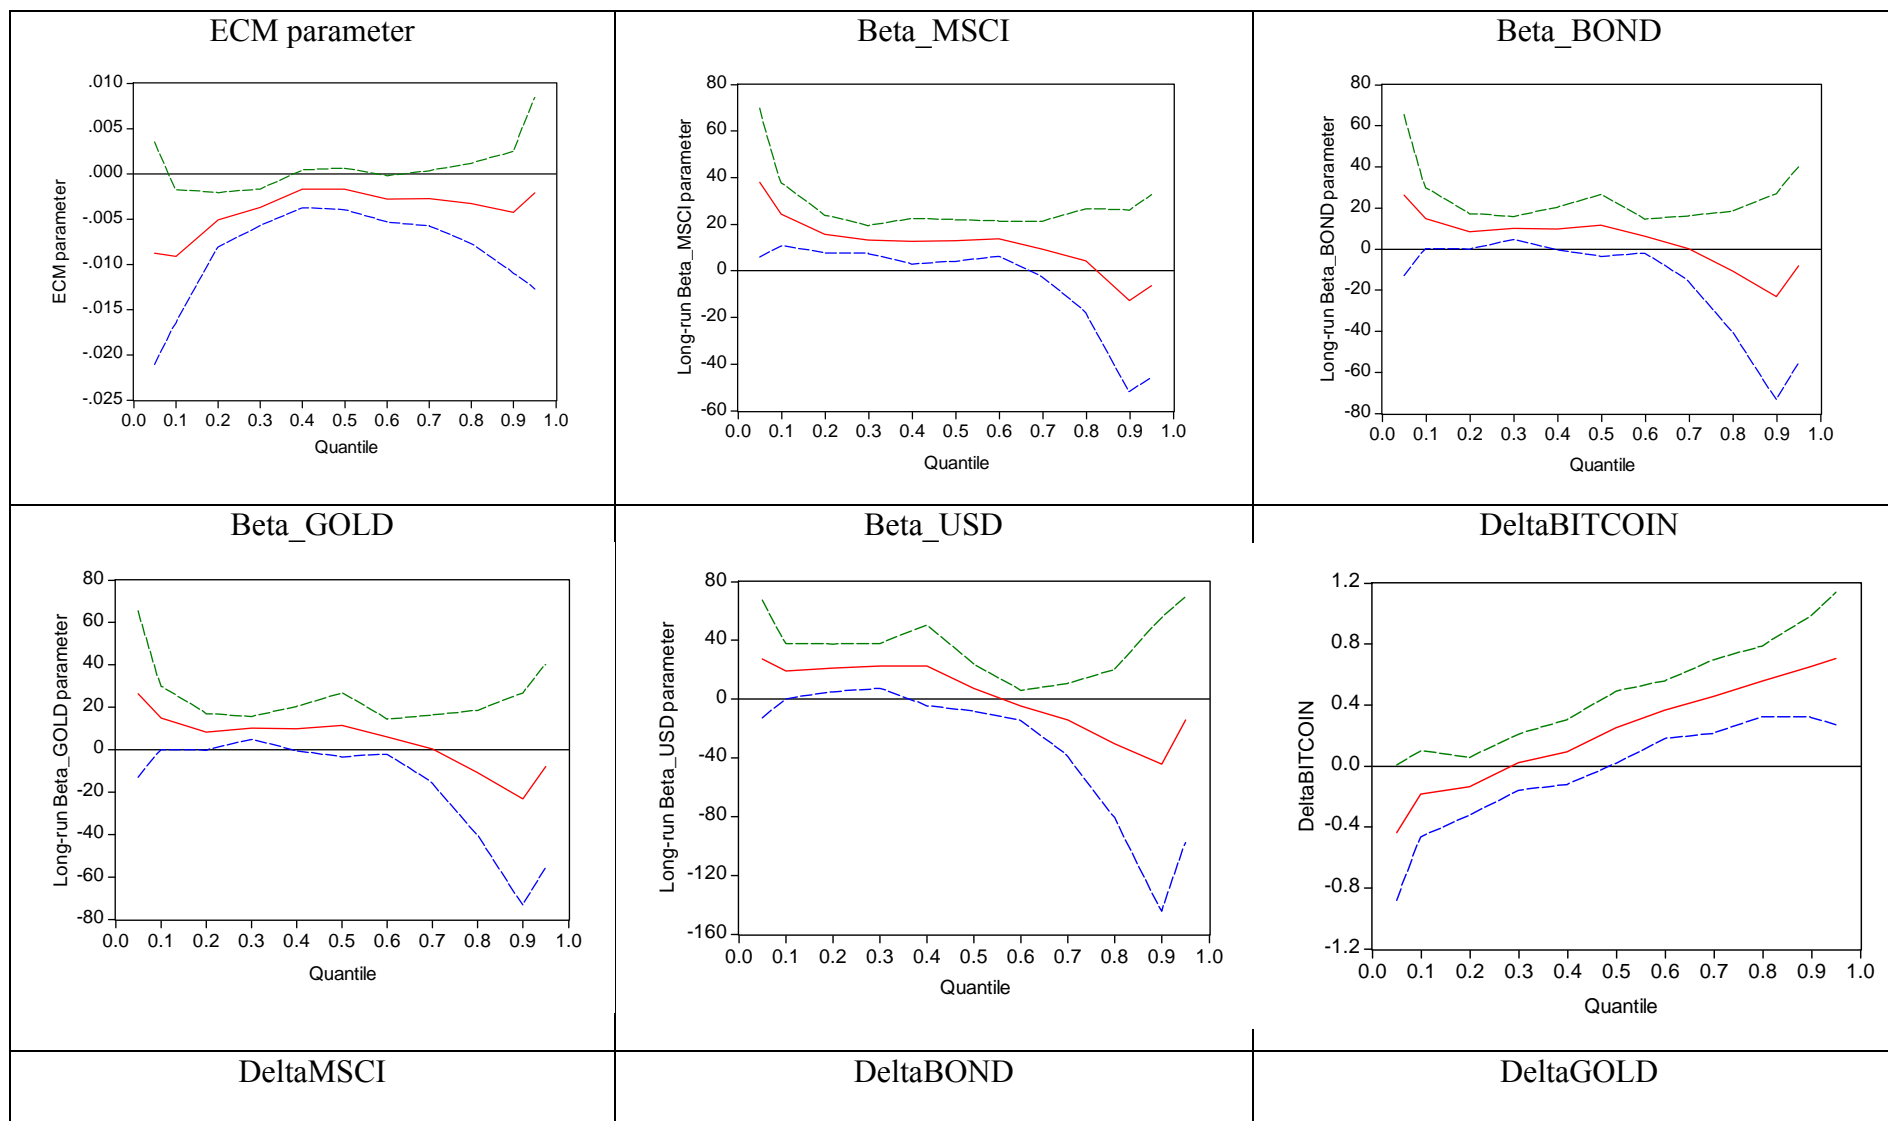 ECM parameter
Beta_MSCI
Beta_BOND
.010
.005
.000
-.005
-.010
-.015
-.020
-.025
ECM parameter
0.0 0.1 0.2 0.3 0.4 0.5 0.6 0.7 0.8 0.9 1.0
Quantile
80
60
40
20
0
-20
-40
-60
Long-run Beta_MSCI parameter
0.0 0.1 0.2 0.3 0.4 0.5 0.6 0.7 0.8 0.9 1.0
Quantile
80
60
40
20
0
-20
-40
-60
-80
Long-run Beta_BOND parameter
0.0 0.1 0.2 0.3 0.4 0.5 0.6 0.7 0.8 0.9 1.0
Quantile
Beta_GOLD
Beta_USD
DeltaBITCOIN
80
60
40
20
0
-20
-40
-60
-80
Long-run Beta_GOLD parameter
0.0 0.1 0.2 0.3 0.4 0.5 0.6 0.7 0.8 0.9 1.0
Quantile
80
40
0
-40
-80
-120
-160
Long-run Beta_USD parameter
0.0 0.1 0.2 0.3 0.4 0.5 0.6 0.7 0.8 0.9 1.0
Quantile
1.2
0.8
0.4
0.0
-0.4
-0.8
-1.2
DeltaBITCOIN
0.0 0.1 0.2 0.3 0.4 0.5 0.6 0.7 0.8 0.9 1.0
Quantile
DeltaMSCI
DeltaBOND
DeltaGOLD